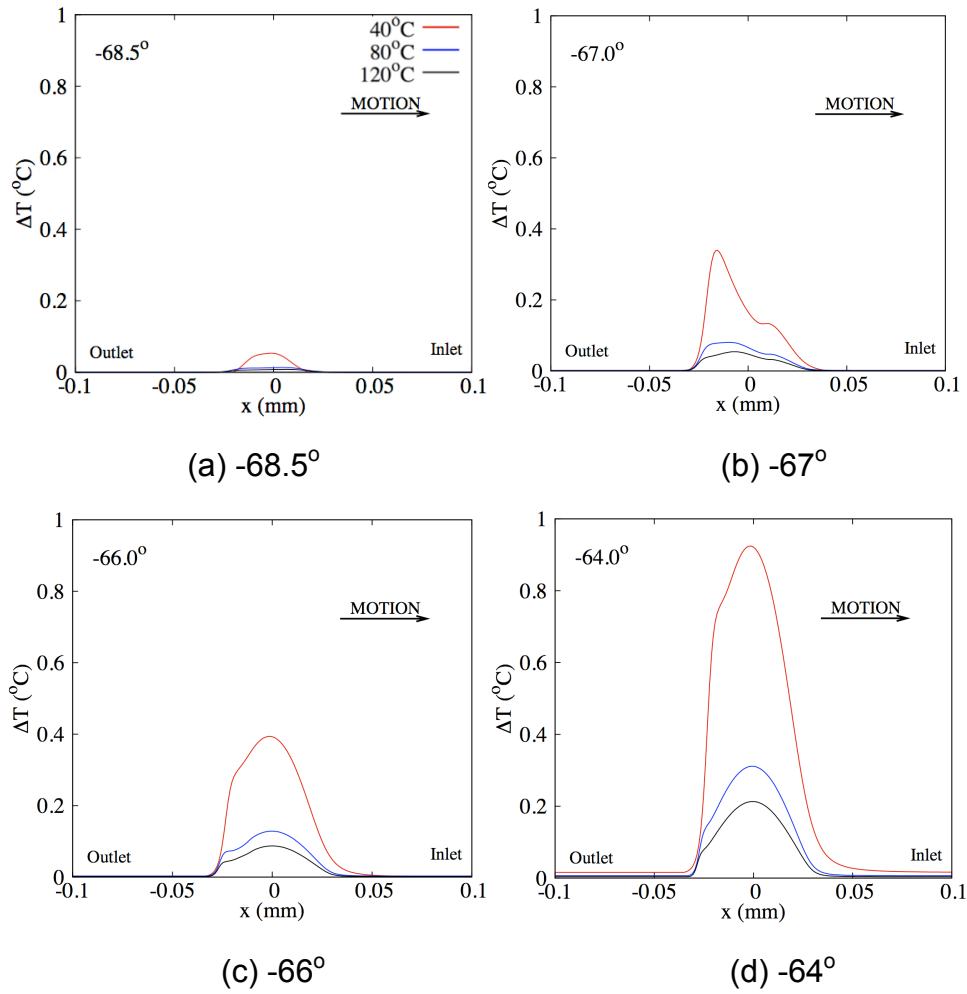 1
0.8
0.6
0.4
0.2
0
ΔT (°C)
-68.5°
40°C
80°C
120°C
MOTION
Outlet
Inlet
-0.1
-0.05
0
0.05
0.1
x (mm)
(a) -68.5°
1
0.8
0.6
0.4
0.2
0
ΔT (°C)
-67.0°
MOTION
Outlet
Inlet
-0.1
-0.05
0
0.05
0.1
x (mm)
(b) -67°
1
0.8
0.6
0.4
0.2
0
ΔT (°C)
-66.0°
MOTION
Outlet
Inlet
-0.1
-0.05
0
0.05
0.1
x (mm)
(c) -66°
1
0.8
0.6
0.4
0.2
0
ΔT (°C)
-64.0°
MOTION
Outlet
Inlet
-0.1
-0.05
0
0.05
0.1
x (mm)
(d) -64°